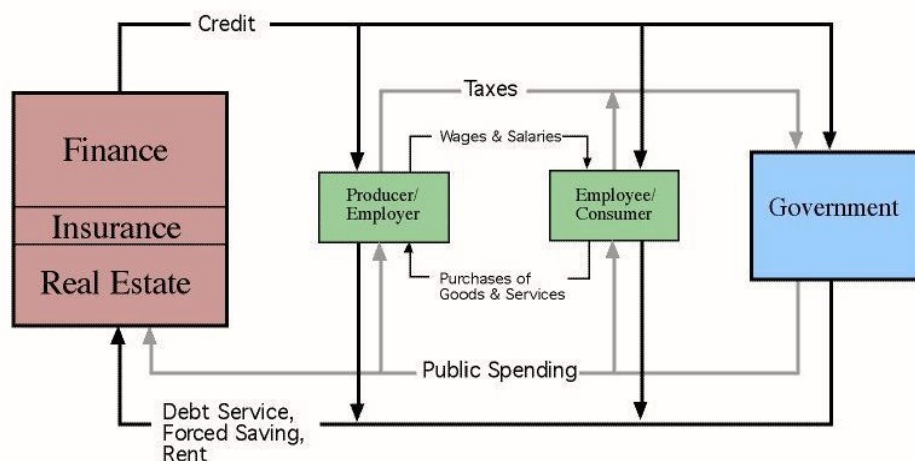 Credit
Taxes
Finance
Insurance
Real Estate
Wages & Salaries
Producer/
Employer
Employee/
Consumer
Government
Purchases of
Goods & Services
Public Spending
Debt Service,
Forced Saving,
Rent